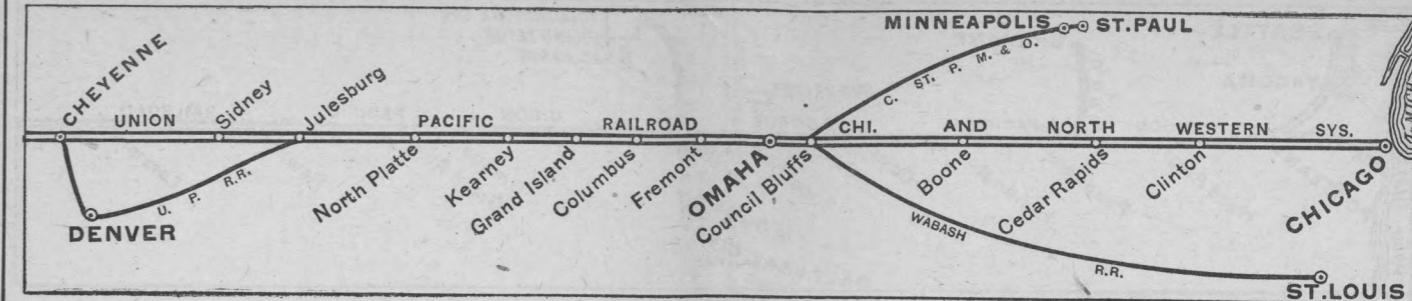 MINNEAPOLIS ST. PAUL
C. ST. P. M. & O.
CHEYENNE
Sidney
Julesburg
UNION PACIFIC RAILROAD
CHI. AND NORTH WESTERN SYS.
U. P. R.R.
DENVER
North Platte
Kearney
Grand Island
Columbus
Fremont
OMAHA
Council Bluffs
Boone
Cedar Rapids
Clinton
CHICAGO
WABASH R.R.
ST. LOUIS